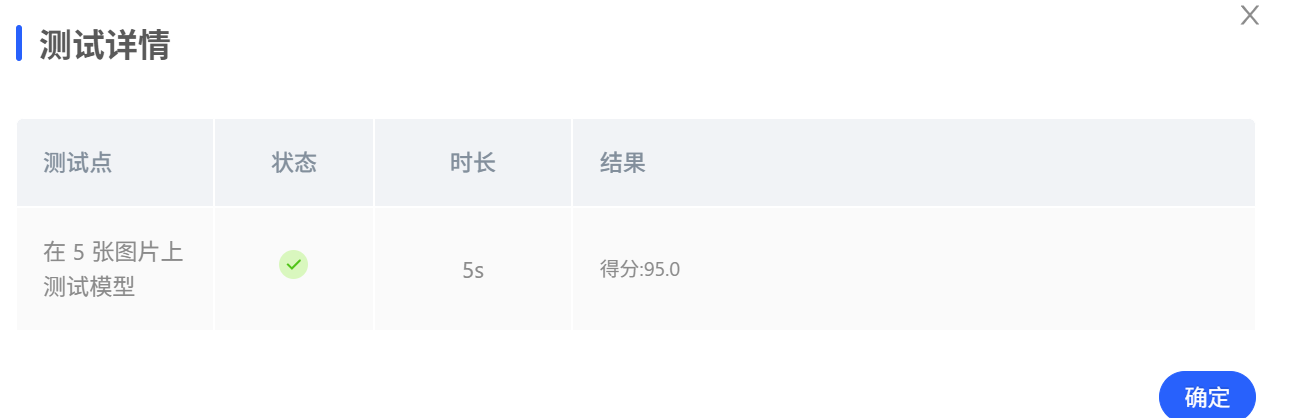 测试详情
测试点 状态 时长 结果
在 5 张图片上
测试模型
5s
得分:95.0
确定